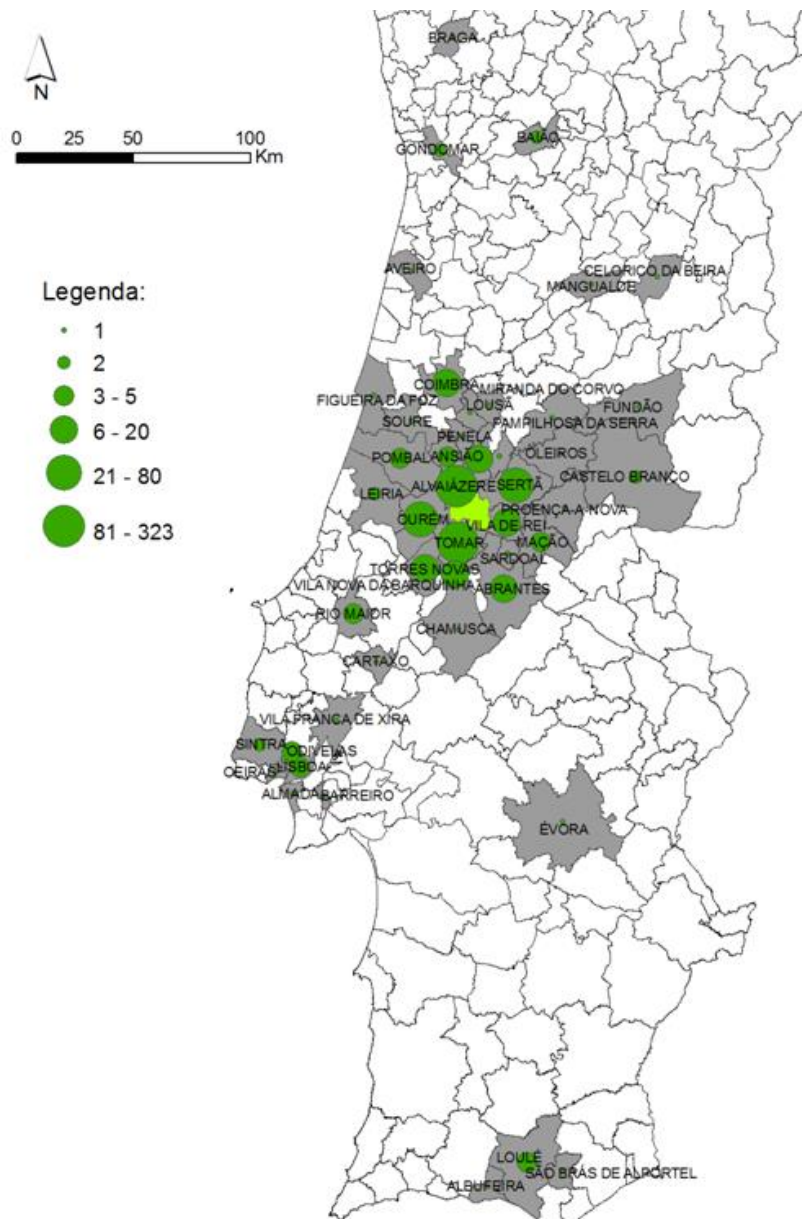 BRAGA
N
0 25 50 100
Km
BAIÃO
GONDOMAR
AVEIRO
CELORICO DA BEIRA
MANGUALDE
Legenda:
1
2
3 - 5
6 - 20
21 - 80
81 - 323
COIMBRA
MIRANDA DO CORVO
FIGUEIRA DA FOZ
LOUSÃ
FUNDÃO
SOURE
PAMPILHOSA DA SERRA
PENELA
POMBAL
ANSIÃO
OLEIROS
CASTELO BRANCO
ALVAIÁZERE
SERTÃ
LEIRIA
PROENÇA-A-NOVA
OURÉM
VILA DE REI
TOMAR
MAÇÃO
SARDOAL
TORRES NOVAS
VILA NOVA DA BARQUINHA
ABRANTES
RIO MAIOR
CHAMUSCA
CARTAXO
VILA FRANCA DE XIRA
SINTRA
ODIVELAS
LISBOA
OEIRAS
ALMADA
BARREIRO
ÉVORA
LOULÉ
SÃO BRÁS DE ALPORTEL
ALBUFEIRA